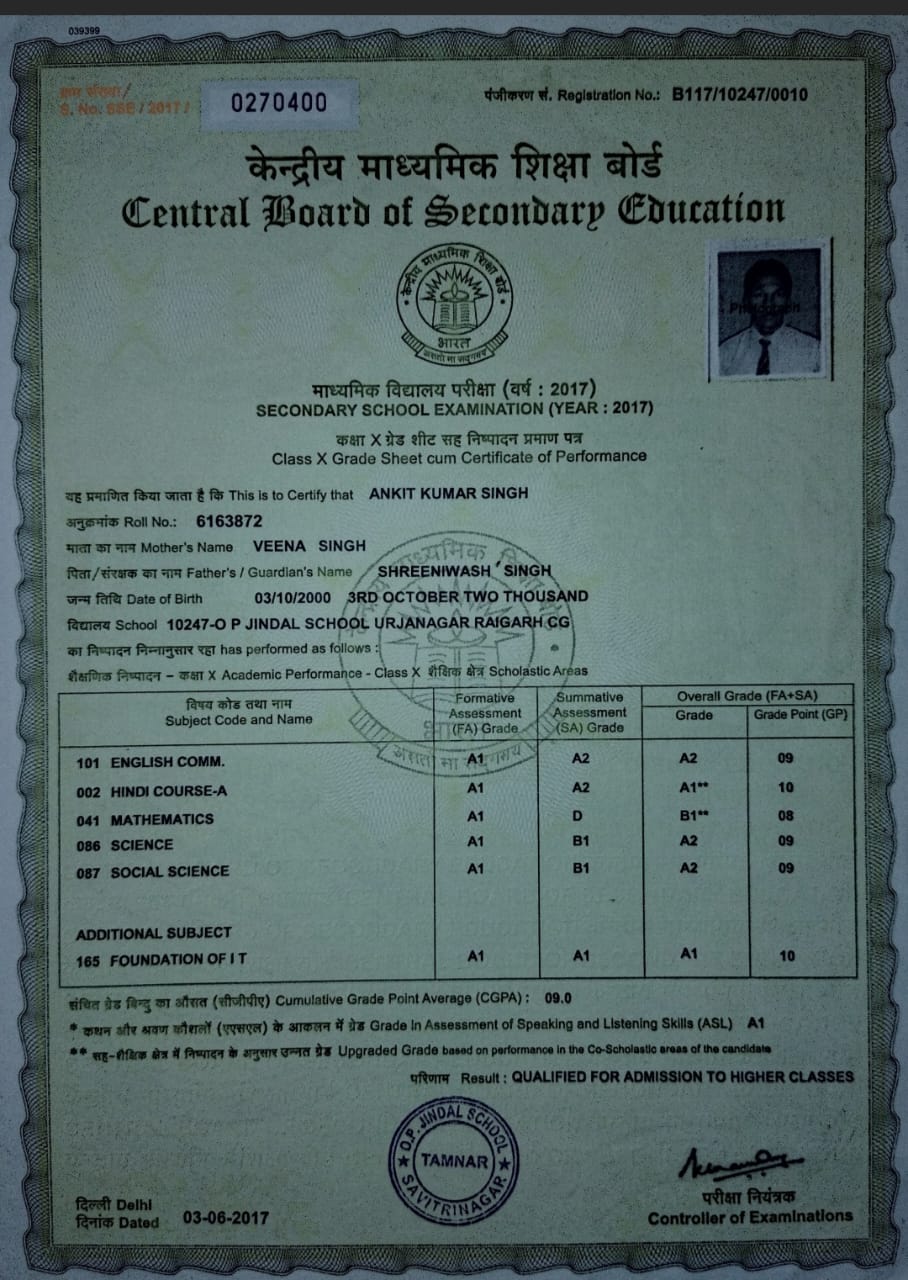 039399
क्रम संख्या/
S. No. SSE / 2017 / 0270400
पंजीकरण सं. Registration No.: B117/10247/0010
केन्द्रीय माध्यमिक शिक्षा बोर्ड
Central Board of Secondary Education
केन्द्रीय माध्यमिक शिक्षा बोर्ड
भारत
असतो मा सद्गमय
Photograph
माध्यमिक विद्यालय परीक्षा (वर्ष : 2017)
SECONDARY SCHOOL EXAMINATION (YEAR : 2017)
कक्षा X ग्रेड शीट सह निष्पादन प्रमाण पत्र
Class X Grade Sheet cum Certificate of Performance
यह प्रमाणित किया जाता है कि This is to Certify that ANKIT KUMAR SINGH
अनुक्रमांक Roll No.: 6163872
माता का नाम Mother's Name VEENA SINGH
पिता/संरक्षक का नाम Father's / Guardian's Name SHREENIWASH SINGH
जन्म तिथि Date of Birth 03/10/2000 3RD OCTOBER TWO THOUSAND
विद्यालय School 10247-O P JINDAL SCHOOL URJANAGAR RAIGARH CG
का निष्पादन निम्नानुसार रहा has performed as follows :
शैक्षणिक निष्पादन – कक्षा X Academic Performance - Class X शैक्षिक क्षेत्र Scholastic Areas
विषय कोड तथा नाम
Subject Code and Name
Formative Assessment (FA) Grade
Summative Assessment (SA) Grade
Overall Grade (FA+SA)
Grade Grade Point (GP)
101 ENGLISH COMM. A1 A2 A2 09
002 HINDI COURSE-A A1 A2 A1** 10
041 MATHEMATICS A1 D B1** 08
086 SCIENCE A1 B1 A2 09
087 SOCIAL SCIENCE A1 B1 A2 09
ADDITIONAL SUBJECT
165 FOUNDATION OF I T A1 A1 A1 10
संचित ग्रेड बिन्दु का औसत (सीजीपीए) Cumulative Grade Point Average (CGPA) : 09.0
* कथन और श्रवण कौशलों (एएसएल) के आकलन में ग्रेड Grade in Assessment of Speaking and Listening Skills (ASL) A1
** सह-शैक्षिक क्षेत्र में निष्पादन के अनुसार उन्नत ग्रेड Upgraded Grade based on performance in the Co-Scholastic areas of the candidate
परिणाम Result : QUALIFIED FOR ADMISSION TO HIGHER CLASSES
O.P. JINDAL SCHOOL
TAMNAR
SAVITRINAGAR
दिल्ली Delhi
दिनांक Dated 03-06-2017
परीक्षा नियंत्रक
Controller of Examinations